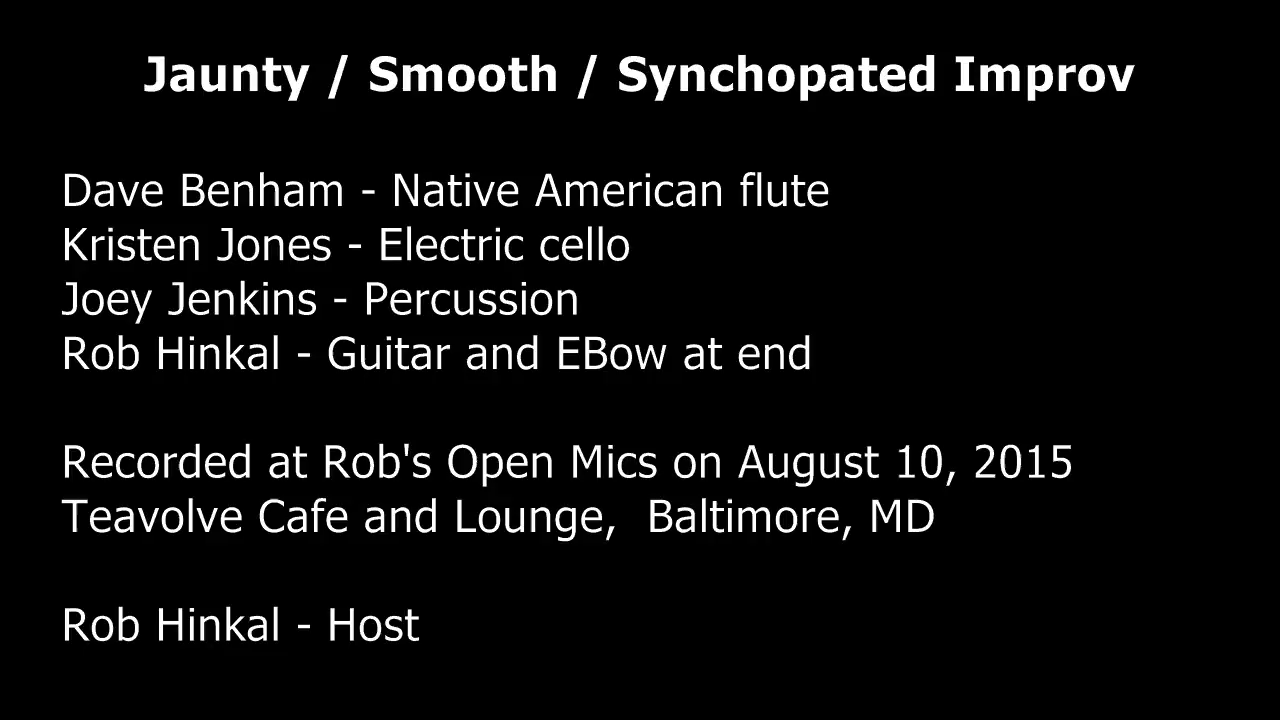 Jaunty / Smooth / Synchopated Improv
Dave Benham - Native American flute
Kristen Jones - Electric cello
Joey Jenkins - Percussion
Rob Hinkal - Guitar and EBow at end
Recorded at Rob's Open Mics on August 10, 2015
Teavolve Cafe and Lounge,  Baltimore, MD
Rob Hinkal - Host